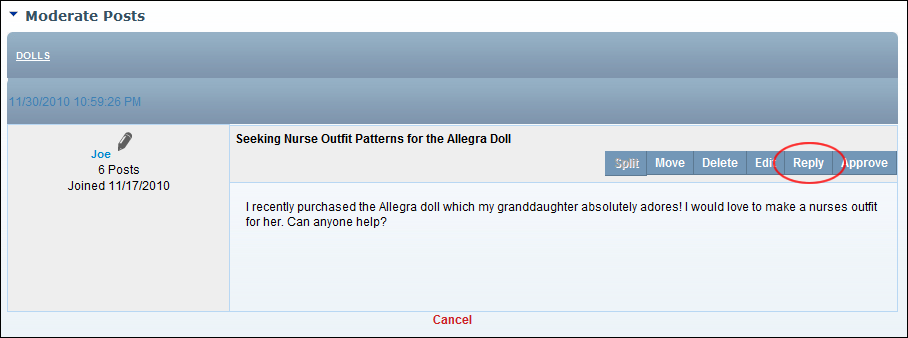 Moderate Posts
DOLLS
11/30/2010 10:59:26 PM
Joe
6 Posts
Joined 11/17/2010
Seeking Nurse Outfit Patterns for the Allegra Doll
Split Move Delete Edit Reply Approve
I recently purchased the Allegra doll which my granddaughter absolutely adores! I would love to make a nurses outfit
for her. Can anyone help?
Cancel